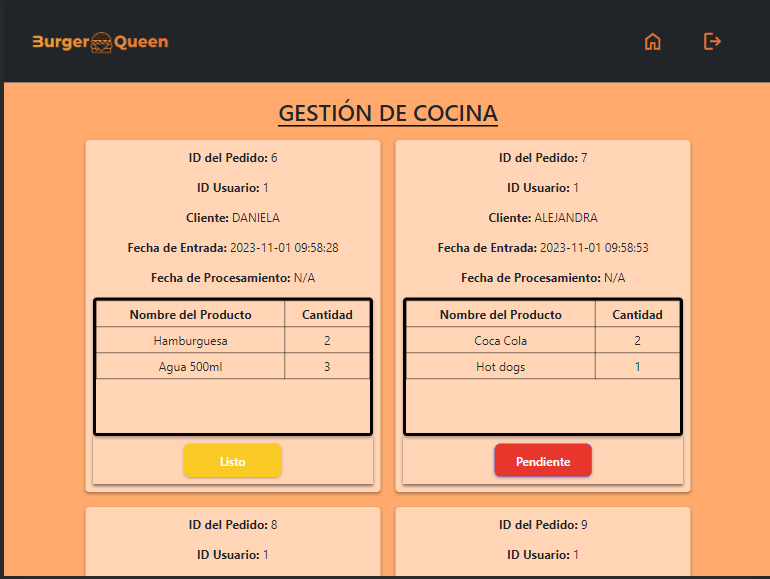 Burger Queen
GESTIÓN DE COCINA
ID del Pedido: 6
ID Usuario: 1
Cliente: DANIELA
Fecha de Entrada: 2023-11-01 09:58:28
Fecha de Procesamiento: N/A
Nombre del Producto Cantidad
Hamburguesa 2
Agua 500ml 3
Listo
ID del Pedido: 7
ID Usuario: 1
Cliente: ALEJANDRA
Fecha de Entrada: 2023-11-01 09:58:53
Fecha de Procesamiento: N/A
Nombre del Producto Cantidad
Coca Cola 2
Hot dogs 1
Pendiente
ID del Pedido: 8
ID Usuario: 1
ID del Pedido: 9
ID Usuario: 1